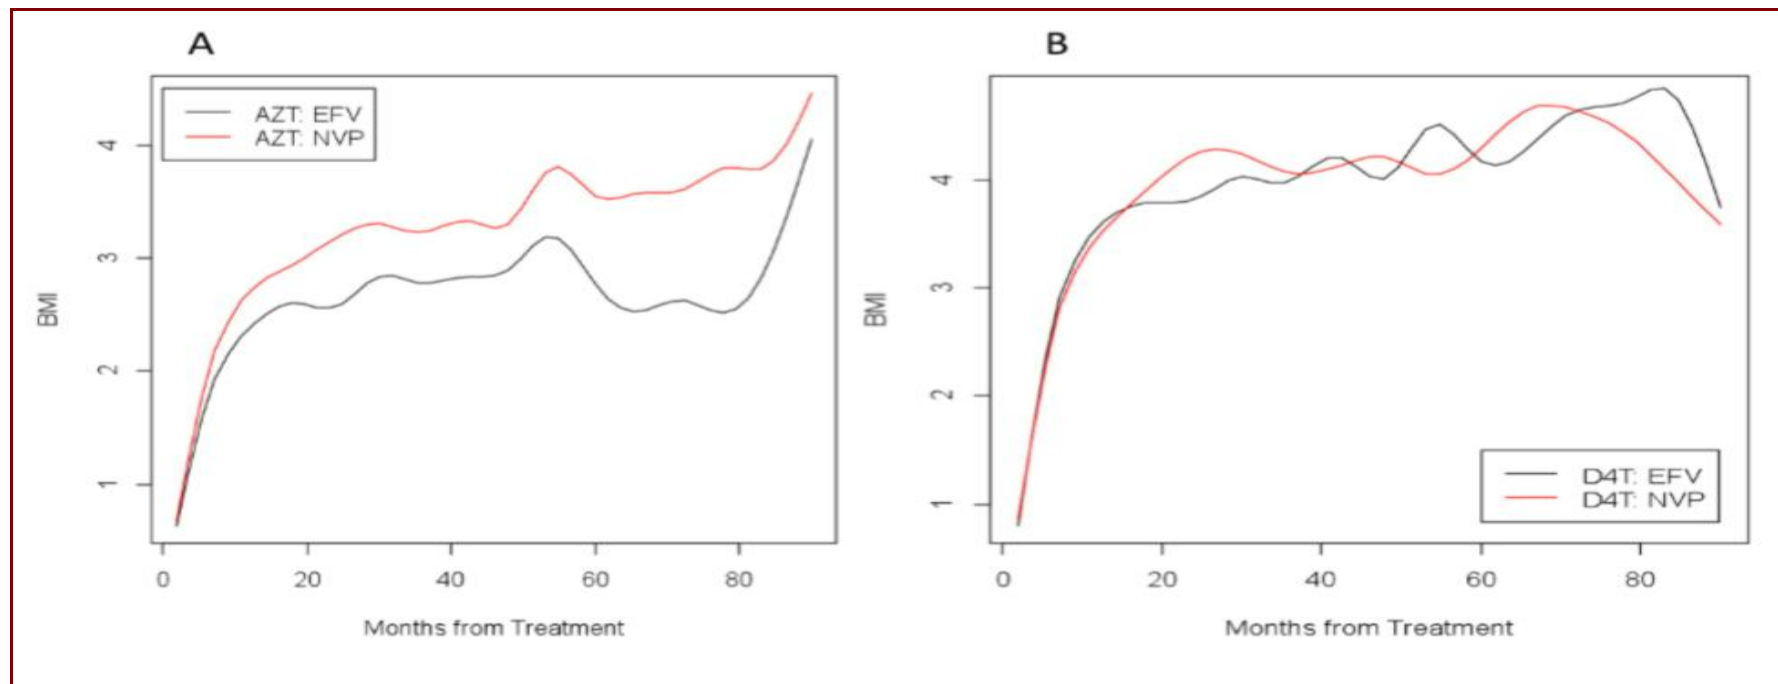 A
AZT: EFV
AZT: NVP
4
3
2
1
BMI
0 20 40 60 80
Months from Treatment
B
4
3
2
1
BMI
D4T: EFV
D4T: NVP
0 20 40 60 80
Months from Treatment